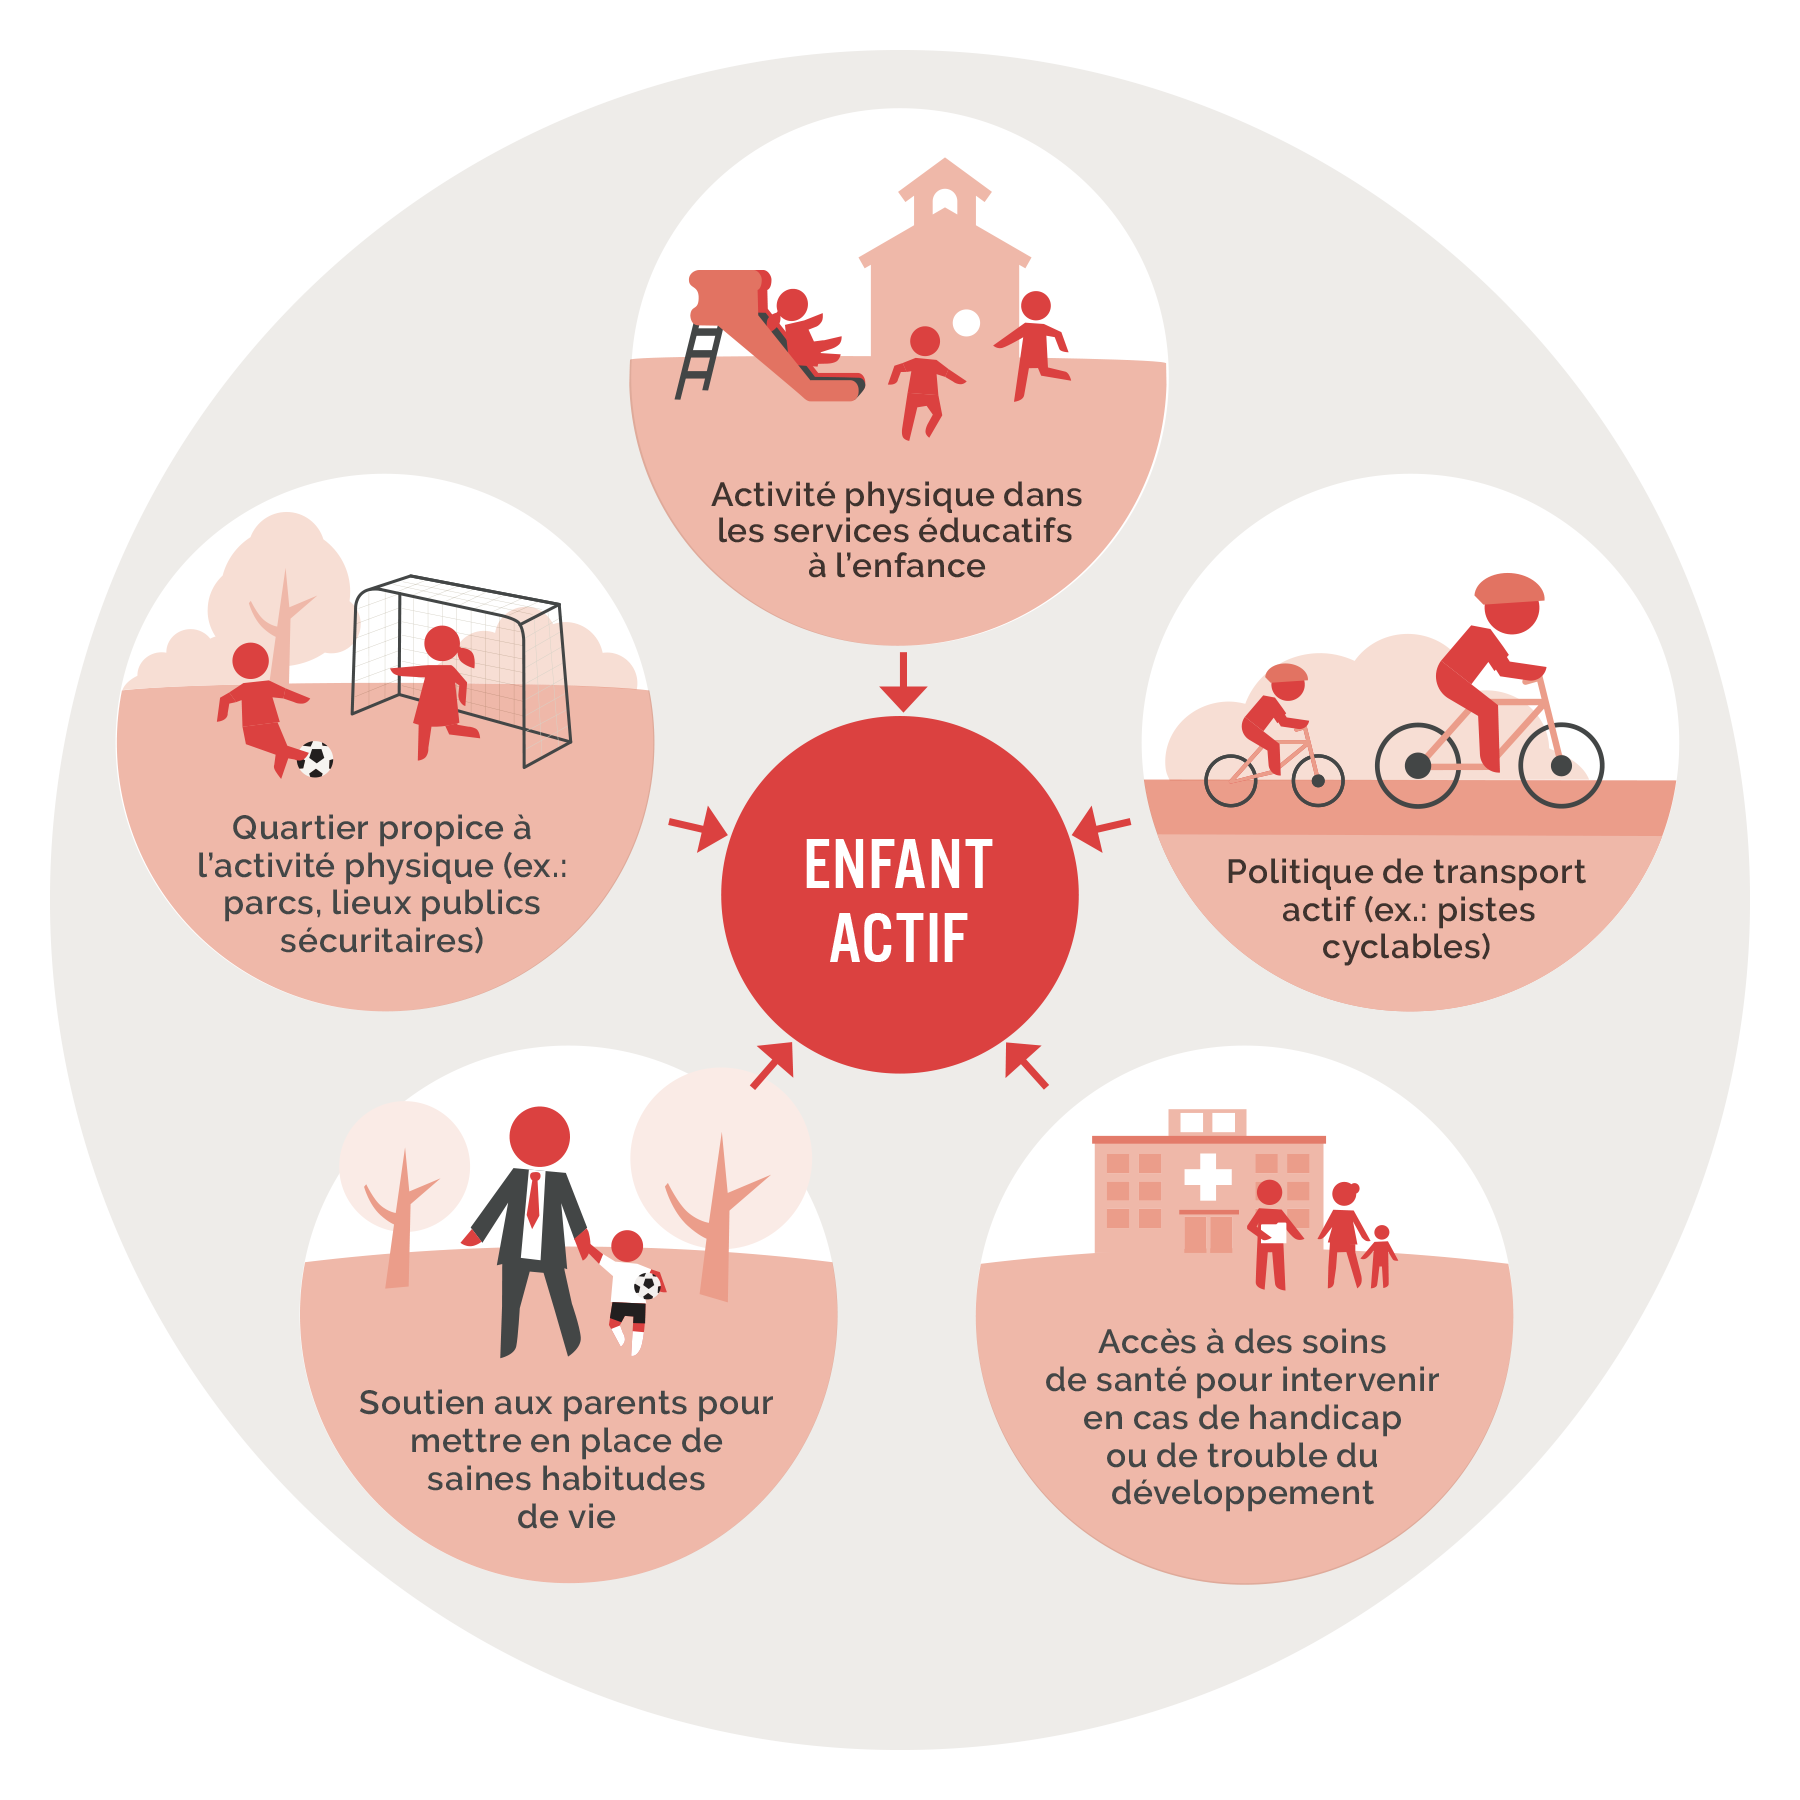 Activité physique dans
les services éducatifs
à l’enfance
Quartier propice à
l’activité physique (ex.:
parcs, lieux publics
sécuritaires)
ENFANT
ACTIF
Politique de transport
actif (ex.: pistes
cyclables)
Soutien aux parents pour
mettre en place de
saines habitudes
de vie
Accès à des soins
de santé pour intervenir
en cas de handicap
ou de trouble du
développement